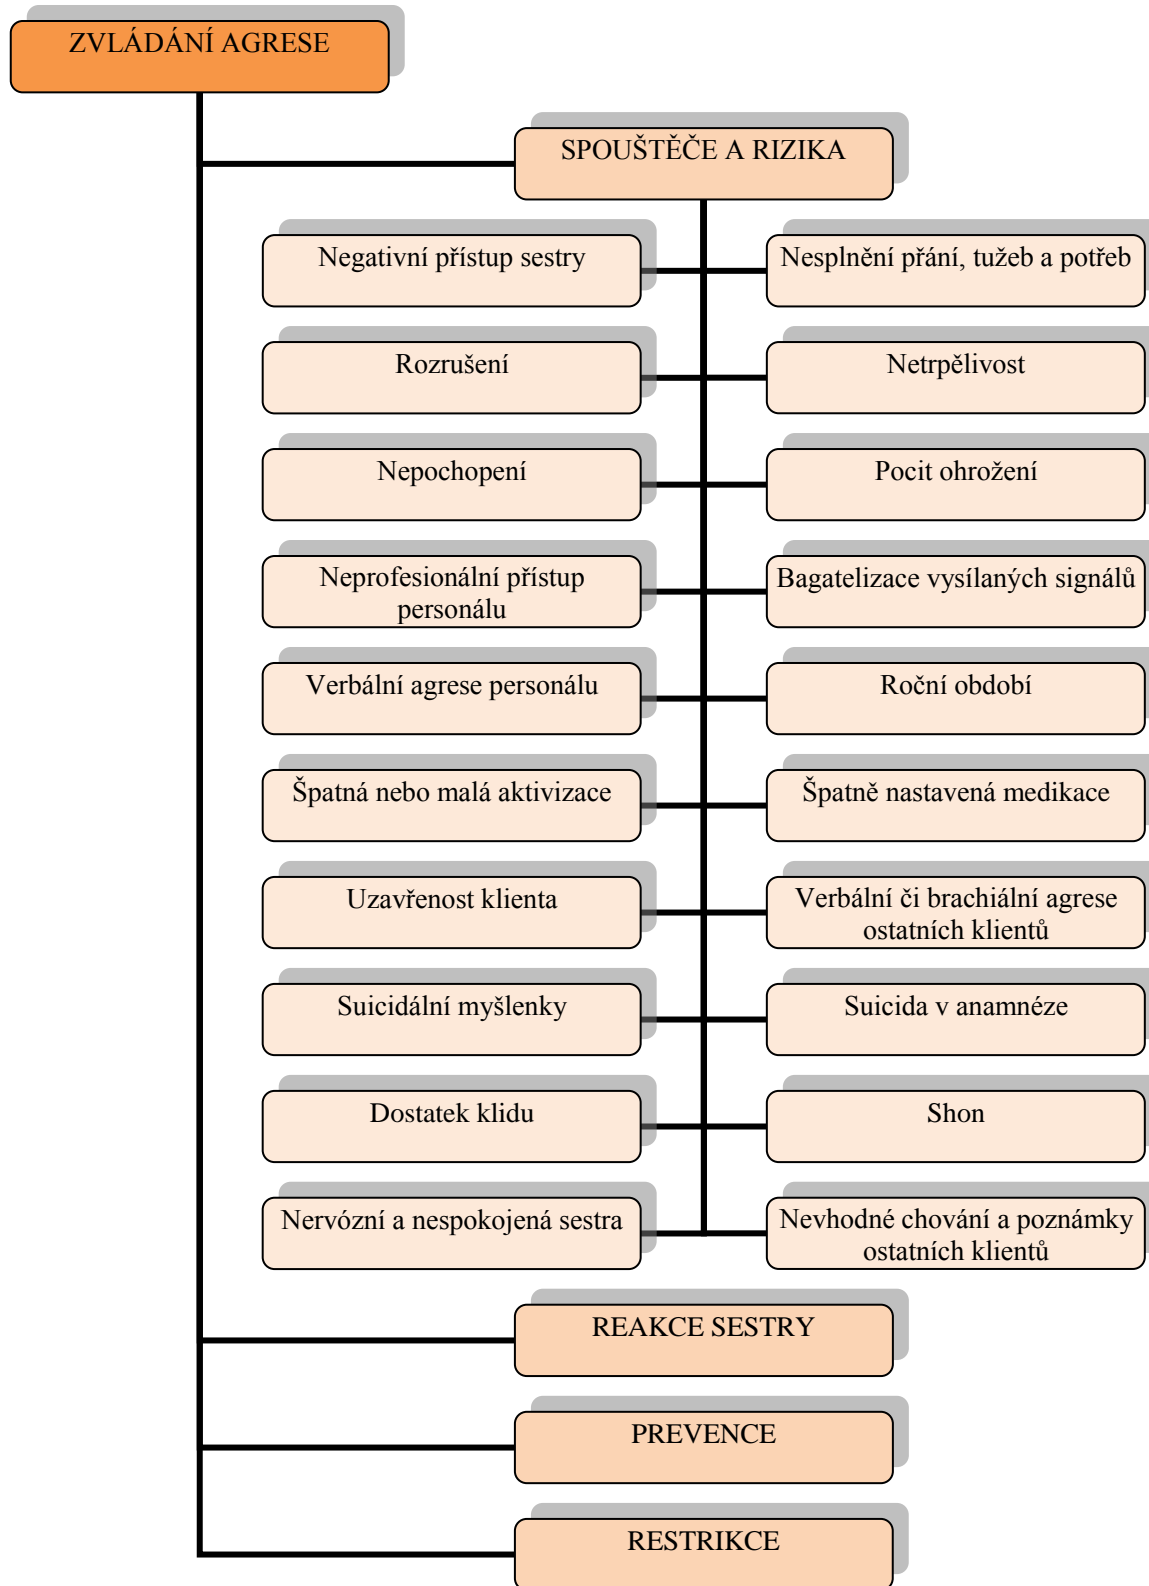 ZVLÁDÁNÍ AGRESE
SPOUŠTĚČE A RIZIKA
Negativní přístup sestry
Nesplnění přání, tužeb a potřeb
Rozrušení
Netrpělivost
Nepochopení
Pocit ohrožení
Neprofesionální přístup
personálu
Bagatelizace vysílaných signálů
Verbální agrese personálu
Roční období
Špatná nebo malá aktivizace
Špatně nastavená medikace
Uzavřenost klienta
Verbální či brachiální agrese
ostatních klientů
Suicidální myšlenky
Suicida v anamnéze
Dostatek klidu
Shon
Nervózní a nespokojená sestra
Nevhodné chování a poznámky
ostatních klientů
REAKCE SESTRY
PREVENCE
RESTRIKCE